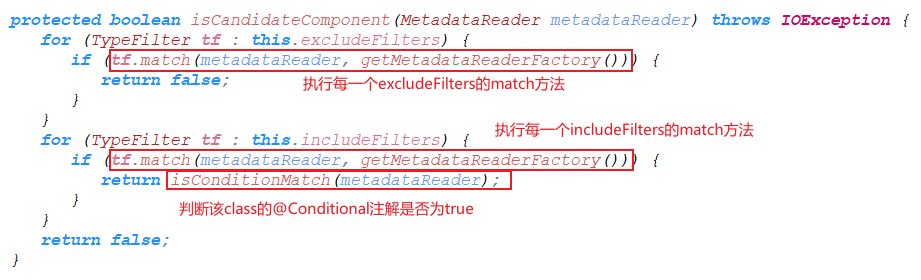 protected boolean isCandidateComponent(MetadataReader metadataReader) throws IOException {
for (TypeFilter tf : this.excludeFilters) {
if (tf.match(metadataReader, getMetadataReaderFactory())) {
return false;
执行每一个excludeFilters的match方法
}
}
执行每一个includeFilters的match方法
for (TypeFilter tf : this.includeFilters) {
if (tf.match(metadataReader, getMetadataReaderFactory())) {
return isConditionMatch(metadataReader);
}
判断该class的@Conditional注解是否为true
}
return false;
}